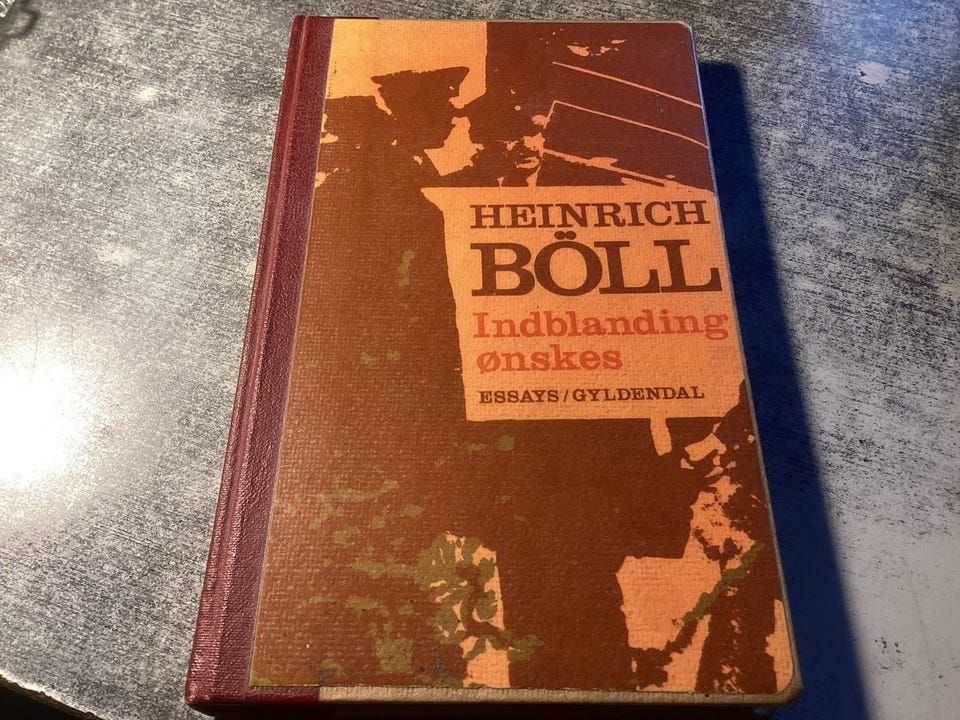 HEINRICH
BÖLL
Indblanding
ønskes
ESSAYS/GYLDENDAL